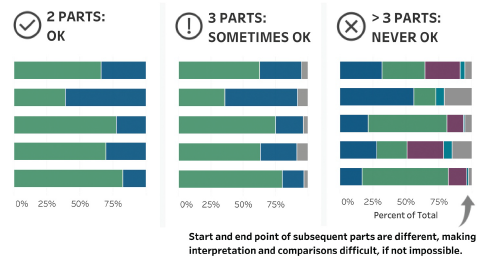 2 PARTS:
OK
3 PARTS:
SOMETIMES OK
> 3 PARTS:
NEVER OK
0% 25% 50% 75%
0% 25% 50% 75%
0% 25% 50% 75%
Percent of Total
Start and end point of subsequent parts are different, making
interpretation and comparisons difficult, if not impossible.